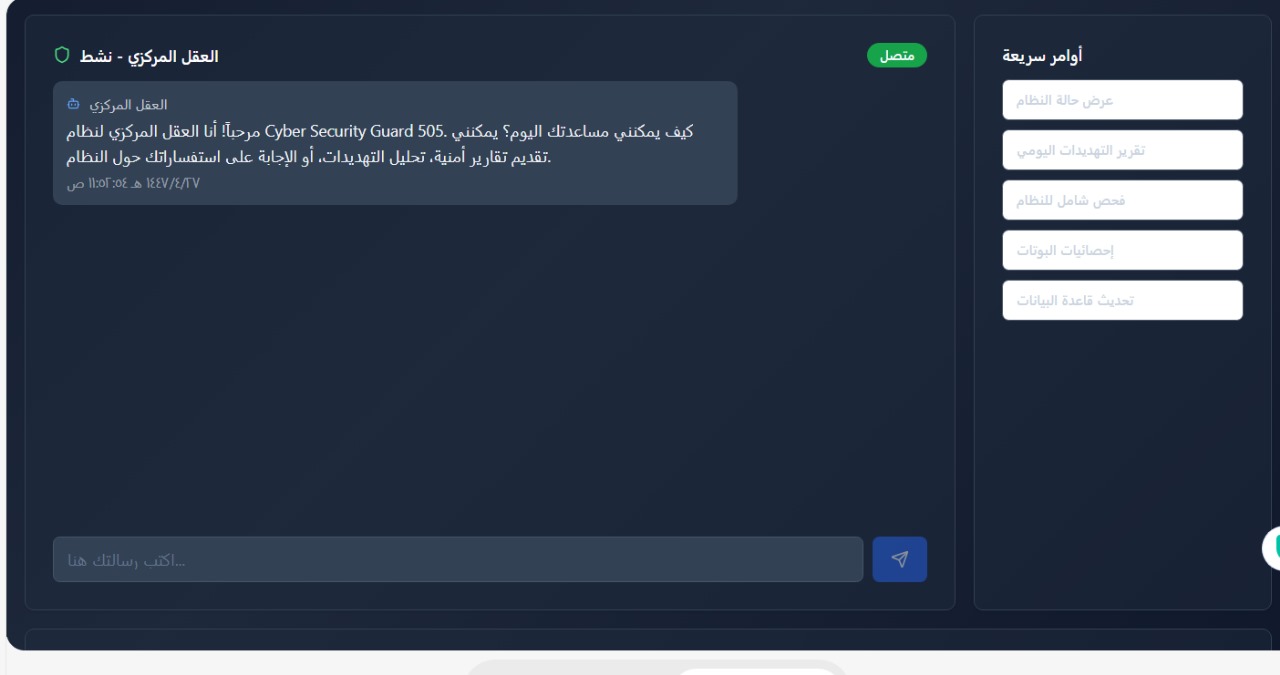 العقل المركزي - نشط
متصل
العقل المركزي
مرحباً! أنا العقل المركزي لنظام Cyber Security Guard 505. كيف يمكنني مساعدتك اليوم؟ يمكنني
تقديم تقارير أمنية، تحليل التهديدات، أو الإجابة على استفساراتك حول النظام.
١٤٤٧/٤/٢٧ هـ ١١:٥٢:٥٤ ص
اكتب رسالتك هنا...
أوامر سريعة
عرض حالة النظام
تقرير التهديدات اليومي
فحص شامل للنظام
إحصائيات البوتات
تحديث قاعدة البيانات